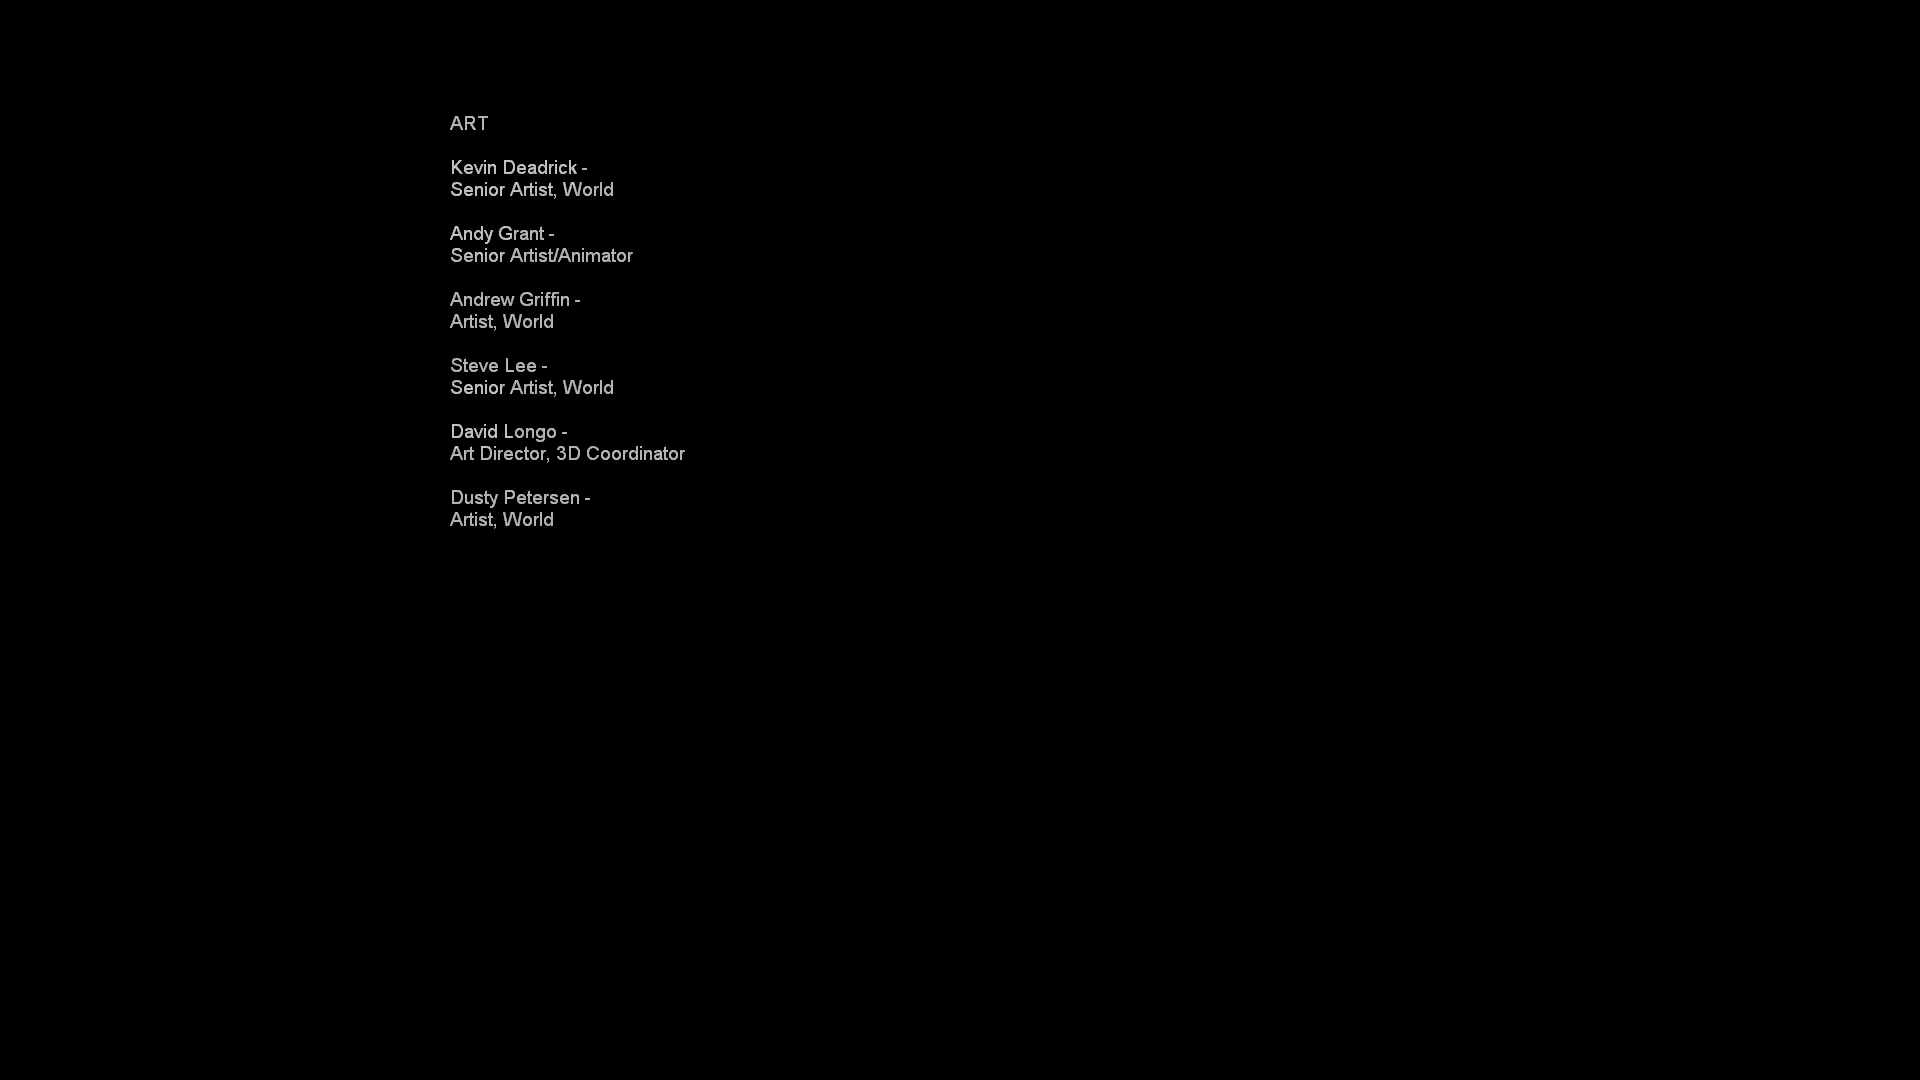 ART
Kevin Deadrick -
Senior Artist, World
Andy Grant -
Senior Artist/Animator
Andrew Griffin -
Artist, World
Steve Lee -
Senior Artist, World
David Longo -
Art Director, 3D Coordinator
Dusty Petersen -
Artist, World